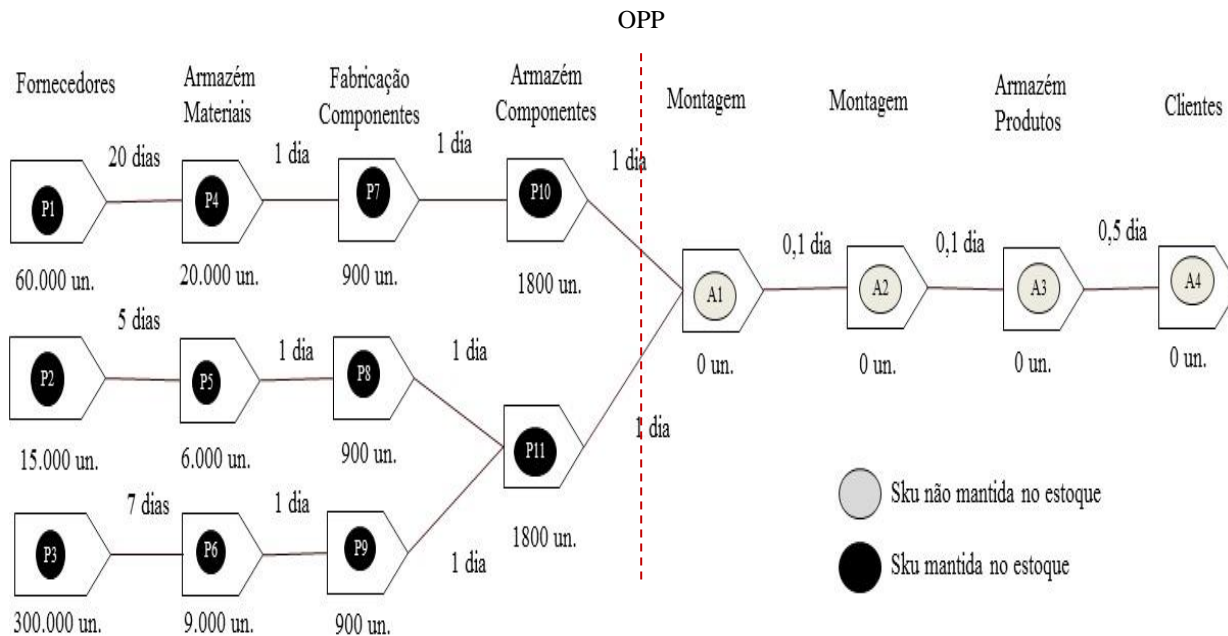 OPP
Fornecedores
Armazém
Materiais
Fabricação
Componentes
Armazém
Componentes
Montagem
Montagem
Armazém
Produtos
Clientes
20 dias
1 dia
1 dia
1 dia
P1
P4
P7
P10
60.000 un.
20.000 un.
900 un.
1800 un.
0,1 dia
0,1 dia
0,5 dia
A1
A2
A3
A4
0 un.
0 un.
0 un.
0 un.
5 dias
1 dia
1 dia
P2
P5
P8
15.000 un.
6.000 un.
900 un.
P11
1 dia
1800 un.
7 dias
1 dia
1 dia
P3
P6
P9
300.000 un.
9.000 un.
900 un.
Sku não mantida no estoque
Sku mantida no estoque